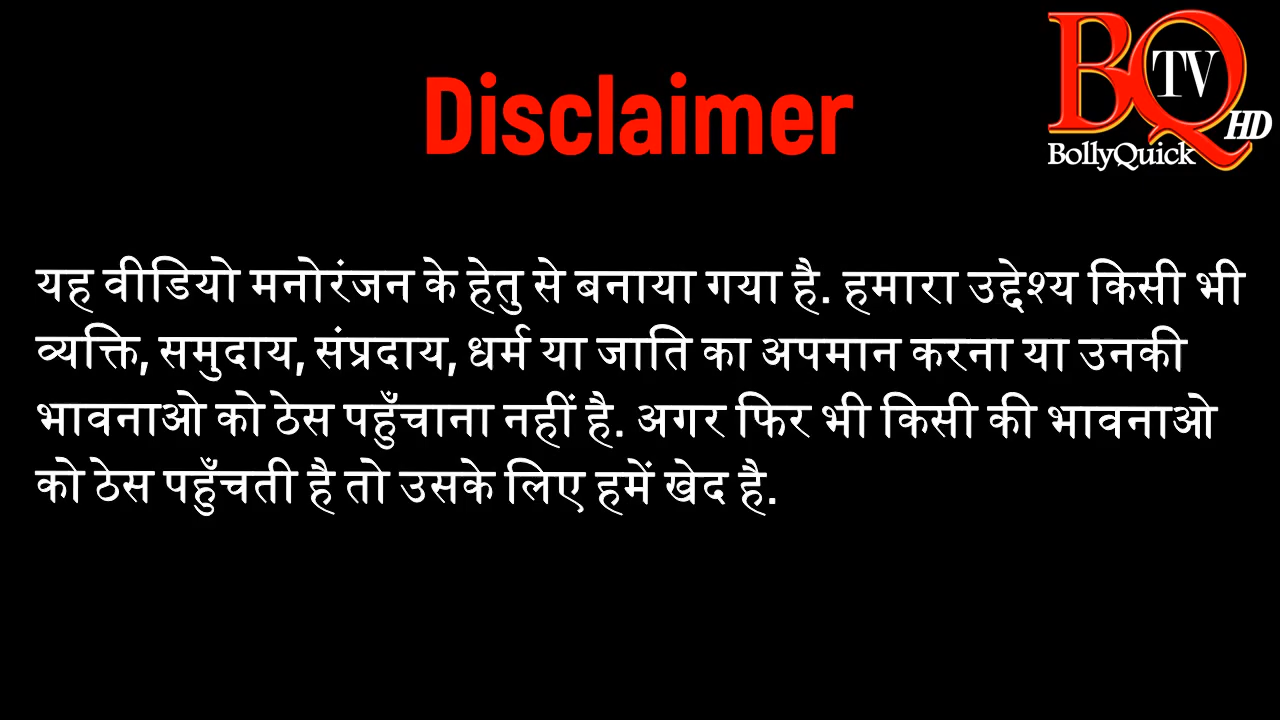 BQ TV HD
BollyQuick
Disclaimer
यह वीडियो मनोरंजन के हेतु से बनाया गया है. हमारा उद्देश्य किसी भी
व्यक्ति, समुदाय, संप्रदाय, धर्म या जाति का अपमान करना या उनकी
भावनाओ को ठेस पहुँचाना नहीं है. अगर फिर भी किसी की भावनाओ
को ठेस पहुँचती है तो उसके लिए हमें खेद है.